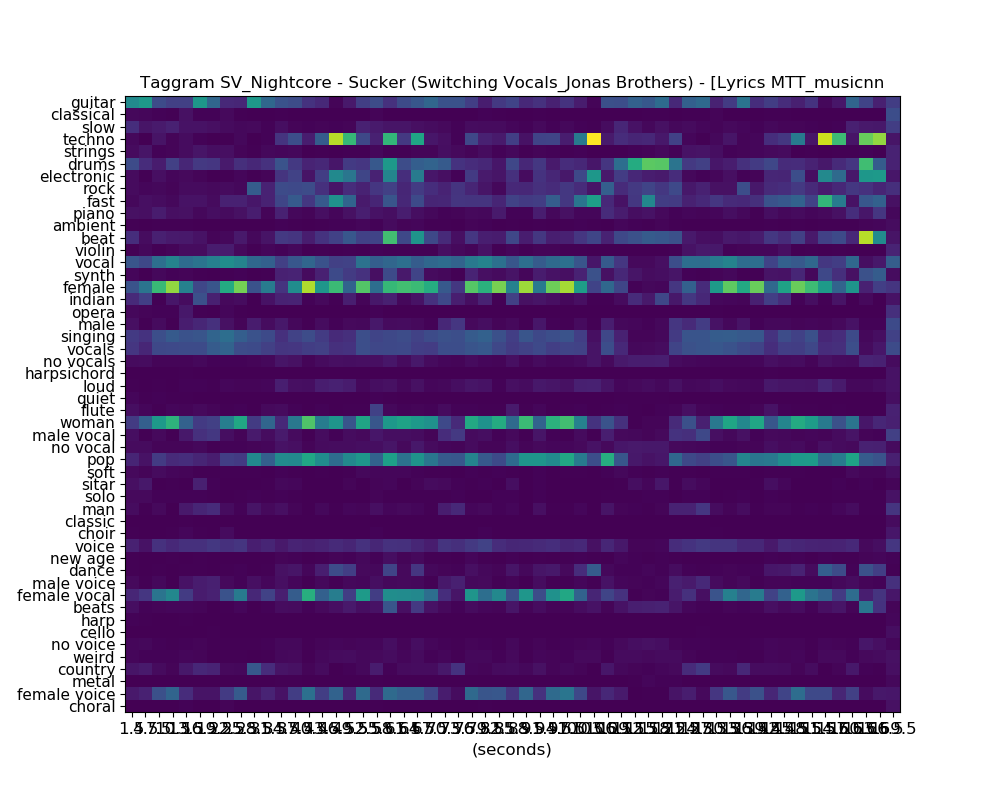 Taggram SV_Nightcore - Sucker (Switching Vocals_Jonas Brothers) - [Lyrics MTT_musicnn
guitar
classical
slow
techno
strings
drums
electronic
rock
fast
piano
ambient
beat
violin
vocal
synth
female
indian
opera
male
singing
vocals
no vocals
harpsichord
loud
quiet
flute
woman
male vocal
no vocal
pop
soft
sitar
solo
man
classic
choir
voice
new age
dance
male voice
female vocal
beats
harp
cello
no voice
weird
country
metal
female voice
choral
(seconds)